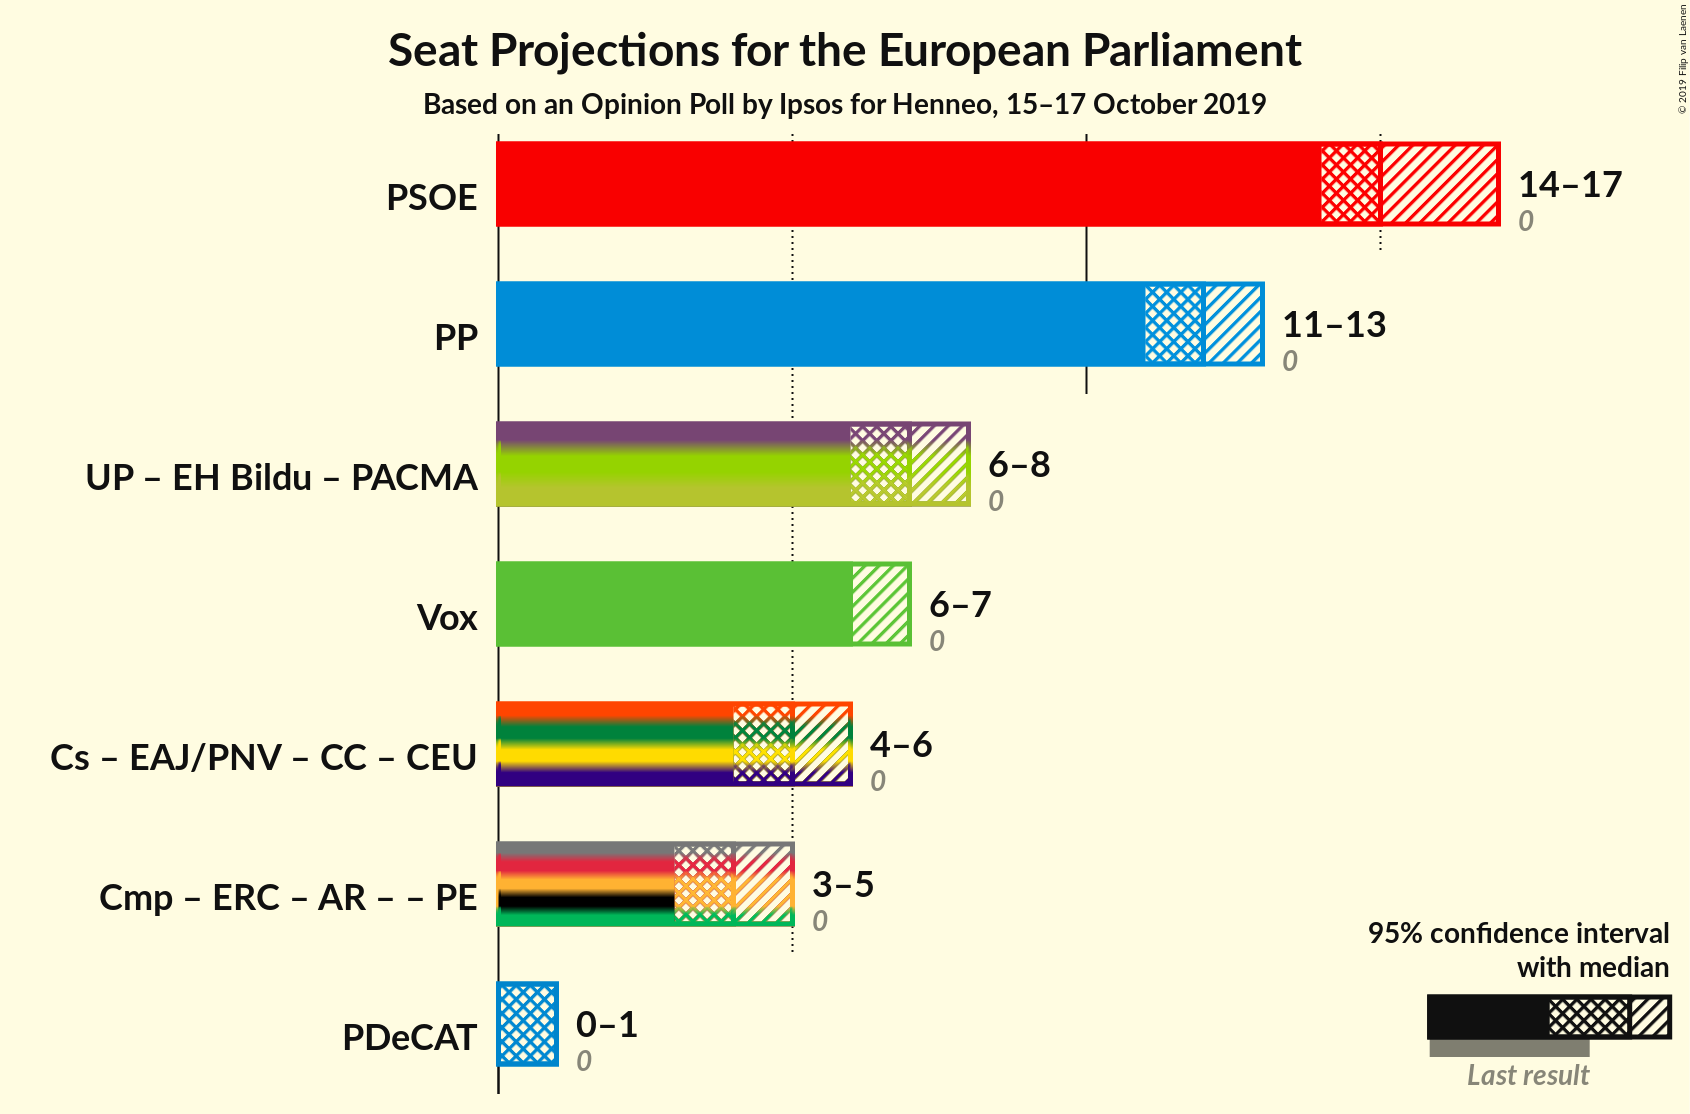 Seat Projections for the European Parliament
Based on an Opinion Poll by Ipsos for Henneo, 15–17 October 2019
© 2019 Filip van Laenen
PSOE
14–17
0
PP
11–13
0
UP – EH Bildu – PACMA
6–8
0
Vox
6–7
0
Cs – EAJ/PNV – CC – CEU
4–6
0
Cmp – ERC – AR – – PE
3–5
0
PDeCAT
0–1
0
95% confidence interval
with median
Last result